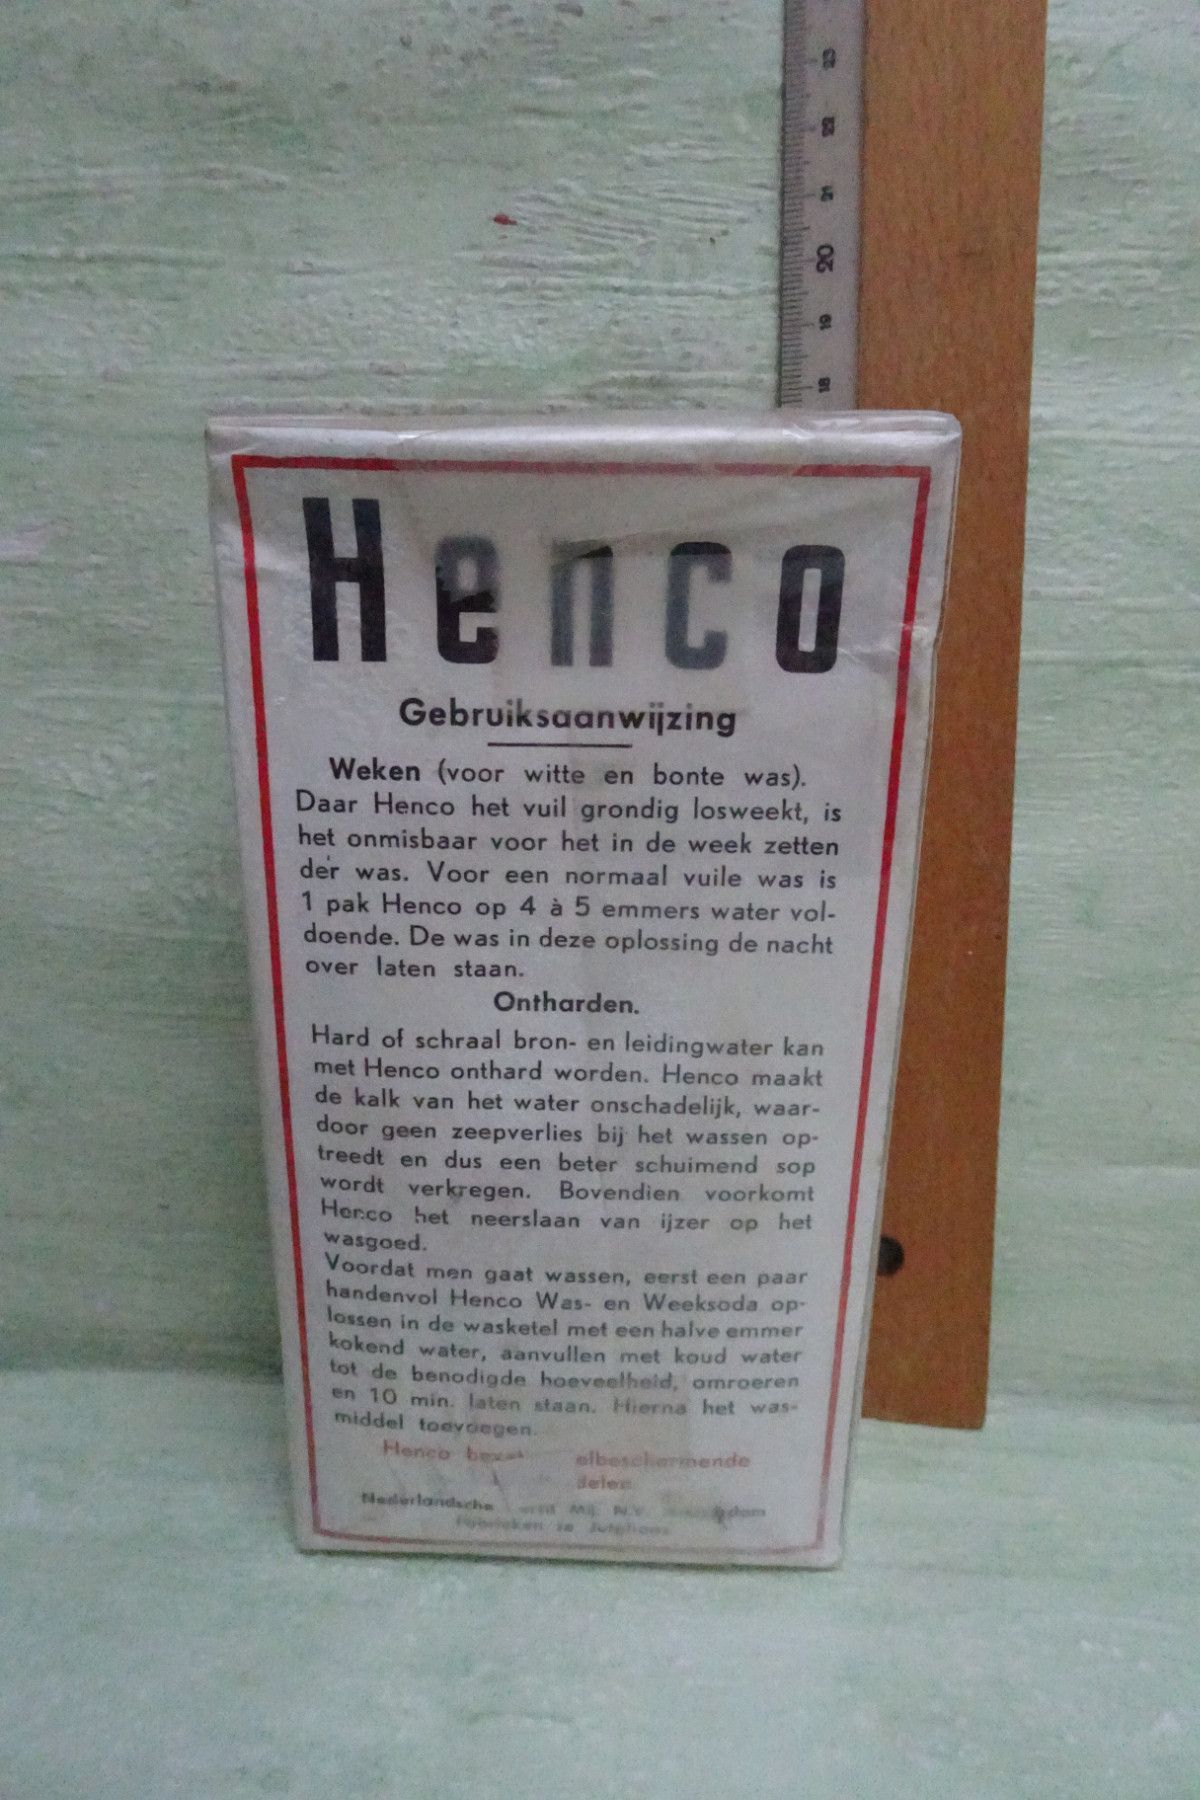 23
22
21
20
19
18
Henco
Gebruiksaanwijzing
Weken (voor witte en bonte was).
Daar Henco het vuil grondig losweekt, is
het onmisbaar voor het in de week zetten
der was. Voor een normaal vuile was is
1 pak Henco op 4 à 5 emmers water vol-
doende. De was in deze oplossing de nacht
over laten staan.
Ontharden.
Hard of schraal bron- en leidingwater kan
met Henco onthard worden. Henco maakt
de kalk van het water onschadelijk, waar-
door geen zeepverlies bij het wassen op-
treedt en dus een beter schuimend sop
wordt verkregen. Bovendien voorkomt
Henco het neerslaan van ijzer op het
wasgoed.
Voordat men gaat wassen, eerst een paar
handenvol Henco Was- en Weeksoda op-
lossen in de wasketel met een halve emmer
kokend water, aanvullen met koud water
tot de benodigde hoeveelheid, omroeren
en 10 min. laten staan. Hierna het was-
middel toevoegen.
Henco
Nederlandsche Mij. N.V.
Fabrieken te Jutphaas